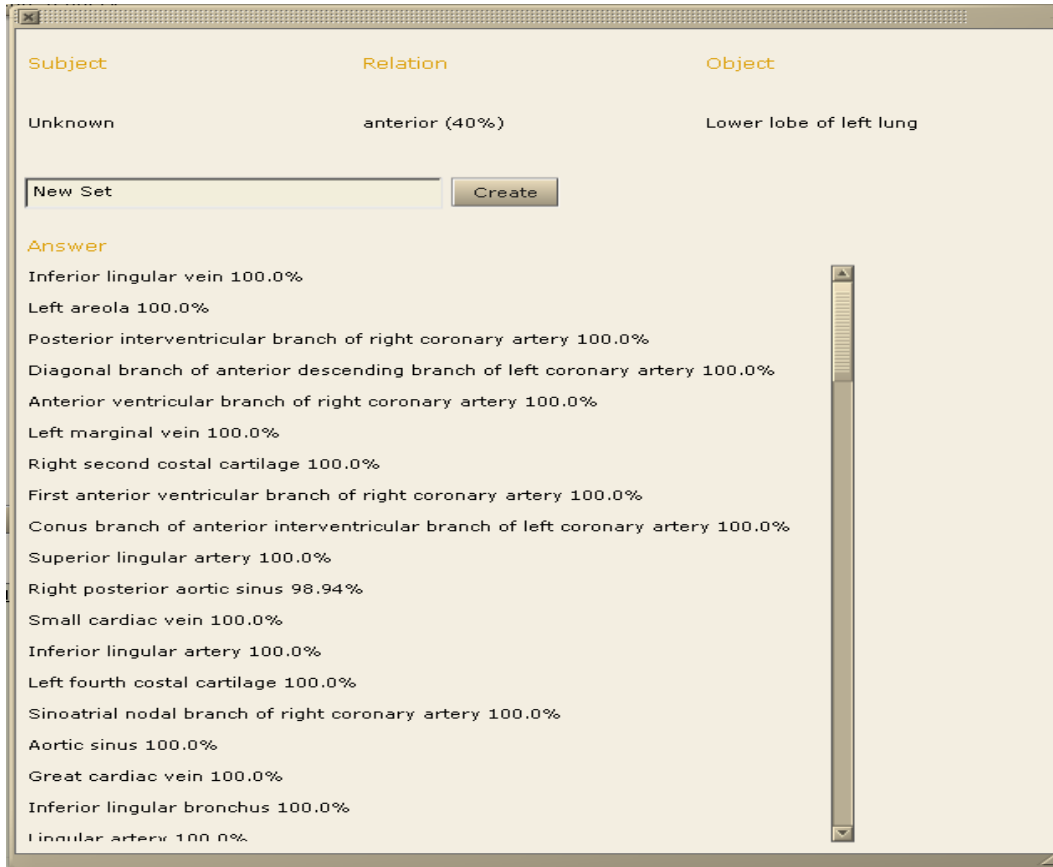 Subject Relation Object
Unknown anterior (40%) Lower lobe of left lung
New Set Create
Answer
Inferior lingular vein 100.0%
Left areola 100.0%
Posterior interventricular branch of right coronary artery 100.0%
Diagonal branch of anterior descending branch of left coronary artery 100.0%
Anterior ventricular branch of right coronary artery 100.0%
Left marginal vein 100.0%
Right second costal cartilage 100.0%
First anterior ventricular branch of right coronary artery 100.0%
Conus branch of anterior interventricular branch of left coronary artery 100.0%
Superior lingular artery 100.0%
Right posterior aortic sinus 98.94%
Small cardiac vein 100.0%
Inferior lingular artery 100.0%
Left fourth costal cartilage 100.0%
Sinoatrial nodal branch of right coronary artery 100.0%
Aortic sinus 100.0%
Great cardiac vein 100.0%
Inferior lingular bronchus 100.0%
Lingular artery 100.0%